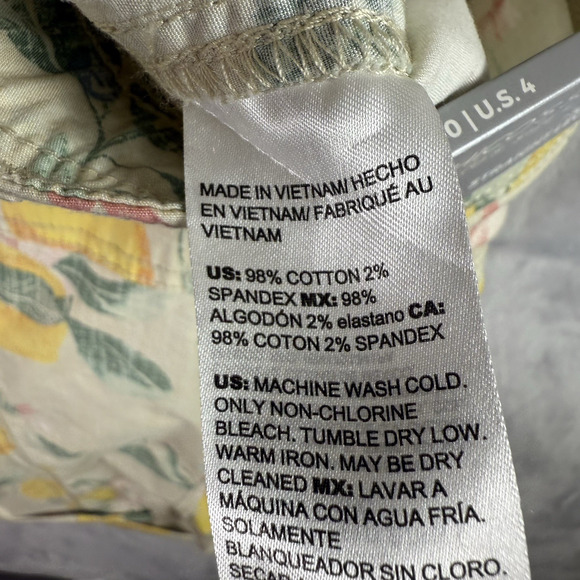 0 | U.S. 4
MADE IN VIETNAM/ HECHO
EN VIETNAM/ FABRIQUÉ AU
VIETNAM
US: 98% COTTON 2%
SPANDEX MX: 98%
ALGODÓN 2% elastano CA:
98% COTON 2% SPANDEX
US: MACHINE WASH COLD.
ONLY NON-CHLORINE
BLEACH. TUMBLE DRY LOW.
WARM IRON. MAY BE DRY
CLEANED MX: LAVAR A
MÁQUINA CON AGUA FRÍA.
SOLAMENTE
BLANQUEADOR SIN CLORO.